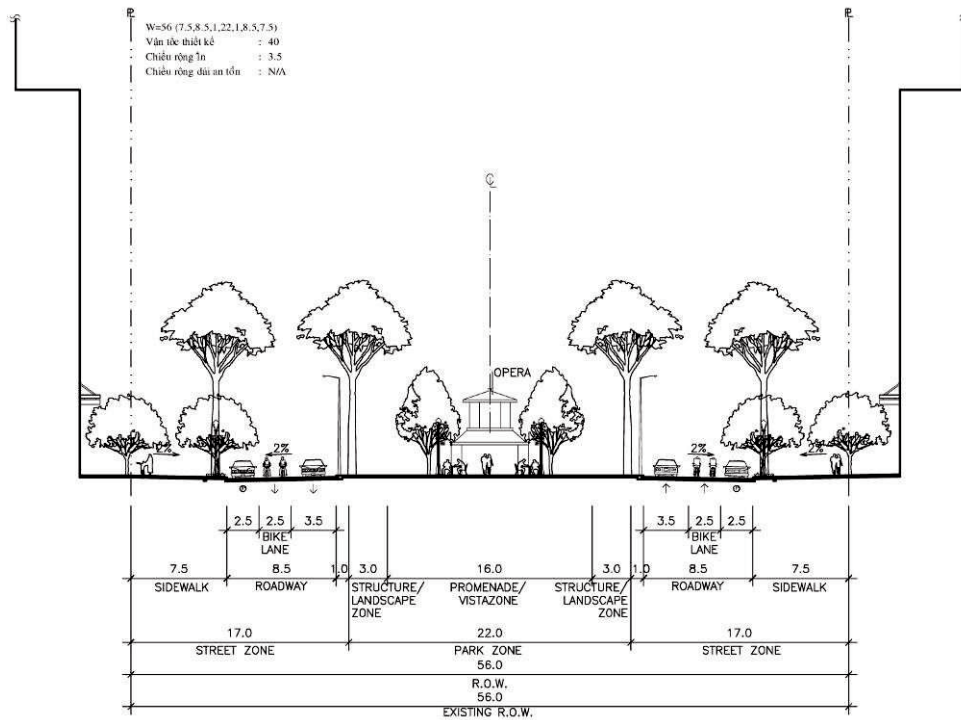 W=56 (7.5,8.5,1,22,1,8.5,7.5)
Vận tốc thiết kế : 40
Chiều rộng ln : 3.5
Chiều rộng dải an tồn : N/A
OPERA
2% 2% 2% 2%
P P
2.5 2.5 3.5 3.5 2.5 2.5
BIKE LANE BIKE LANE
7.5 8.5 1.0 3.0 16.0 3.0 1.0 8.5 7.5
SIDEWALK ROADWAY STRUCTURE/ LANDSCAPE ZONE PROMENADE/ VISTAZONE STRUCTURE/ LANDSCAPE ZONE ROADWAY SIDEWALK
17.0 22.0 17.0
STREET ZONE PARK ZONE STREET ZONE
56.0
R.O.W.
56.0
EXISTING R.O.W.